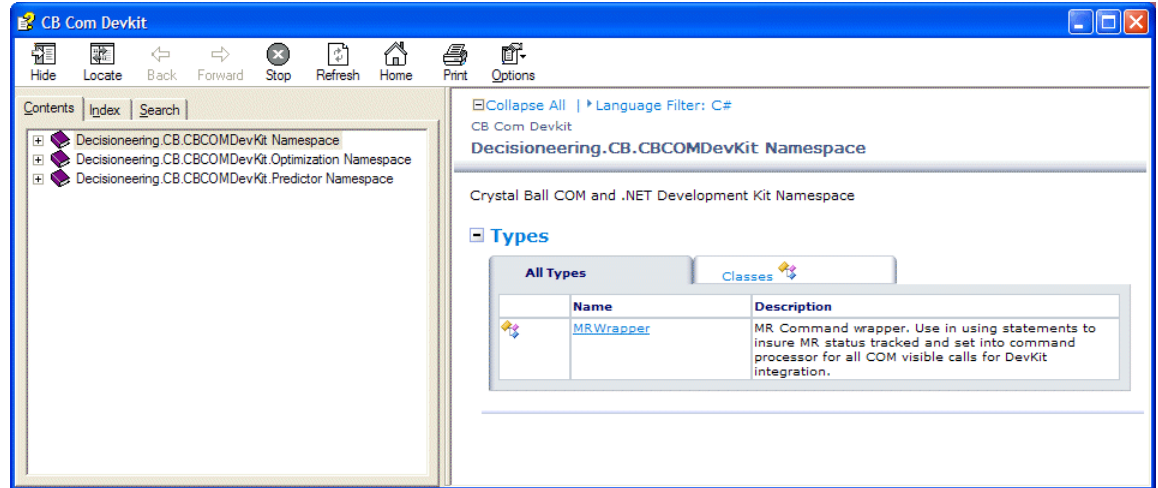 CB Com Devkit
Hide Locate Back Forward Stop Refresh Home Print Options
Contents Index Search
Decisioneering.CB.CBCOMDevKit Namespace
Decisioneering.CB.CBCOMDevKit.Optimization Namespace
Decisioneering.CB.CBCOMDevKit.Predictor Namespace
Collapse All | Language Filter: C#
CB Com Devkit
Decisioneering.CB.CBCOMDevKit Namespace
Crystal Ball COM and .NET Development Kit Namespace
Types
All Types Classes
Name Description
MRWrapper MR Command wrapper. Use in using statements to
insure MR status tracked and set into command
processor for all COM visible calls for DevKit
integration.